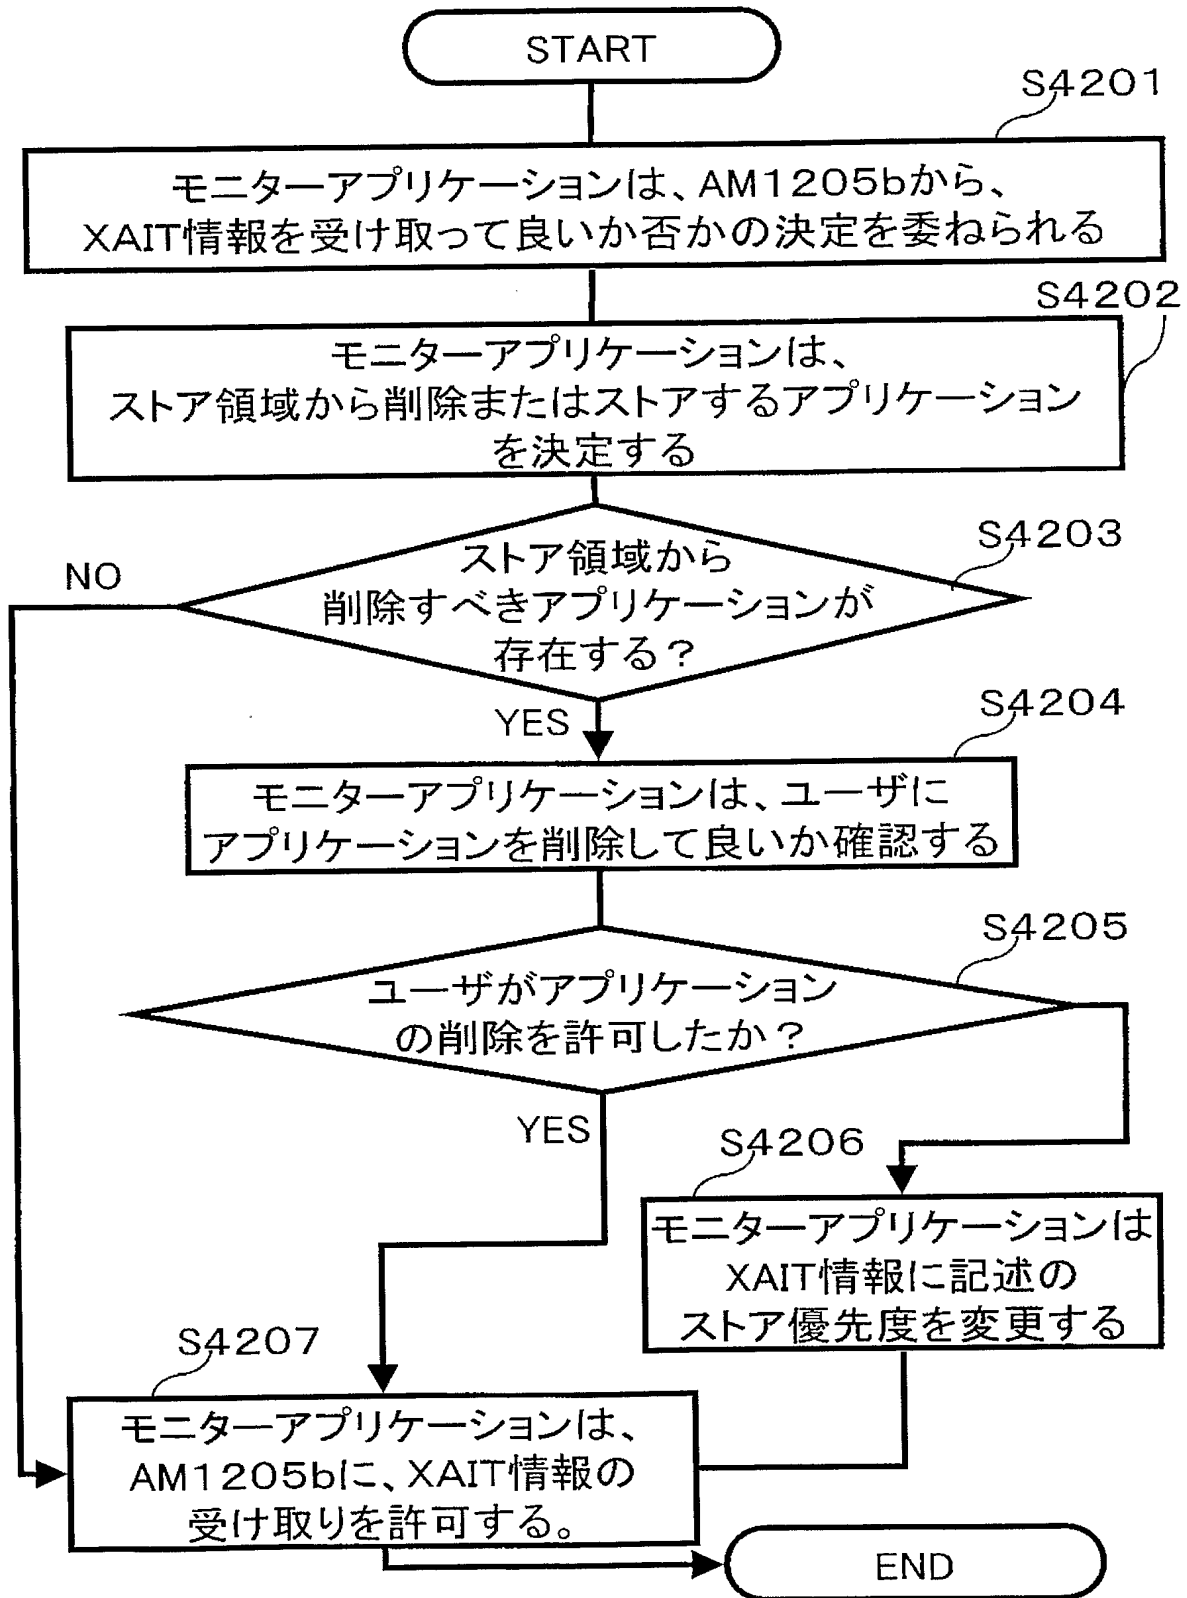 START
S4201
モニターアプリケーションは、AM1205bから、
XAIT情報を受け取って良いか否かの決定を委ねられる
S4202
モニターアプリケーションは、
ストア領域から削除またはストアするアプリケーション
を決定する
S4203
ストア領域から
削除すべきアプリケーションが
存在する？
NO
YES
S4204
モニターアプリケーションは、ユーザに
アプリケーションを削除して良いか確認する
S4205
ユーザがアプリケーション
の削除を許可したか？
YES
S4206
モニターアプリケーションは
XAIT情報に記述の
ストア優先度を変更する
S4207
モニターアプリケーションは、
AM1205bに、XAIT情報の
受け取りを許可する。
END